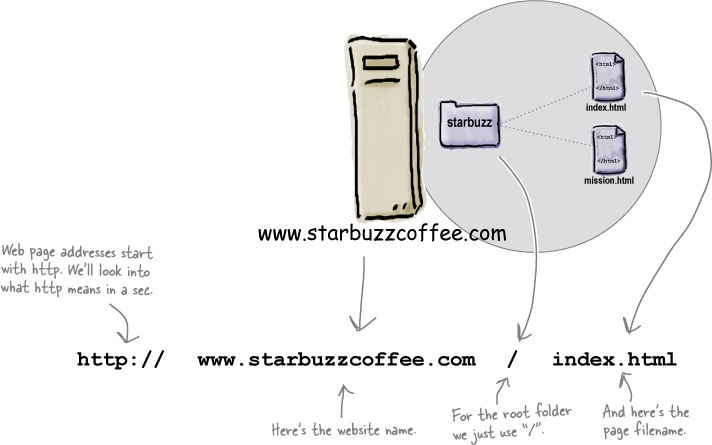 <html>
</html>
index.html
starbuzz
<html>
</html>
mission.html
www.starbuzzcoffee.com
Web page addresses start
with http. We'll look into
what http means in a sec.
http:// www.starbuzzcoffee.com / index.html
Here's the website name.
For the root folder
we just use "/".
And here's the
page filename.